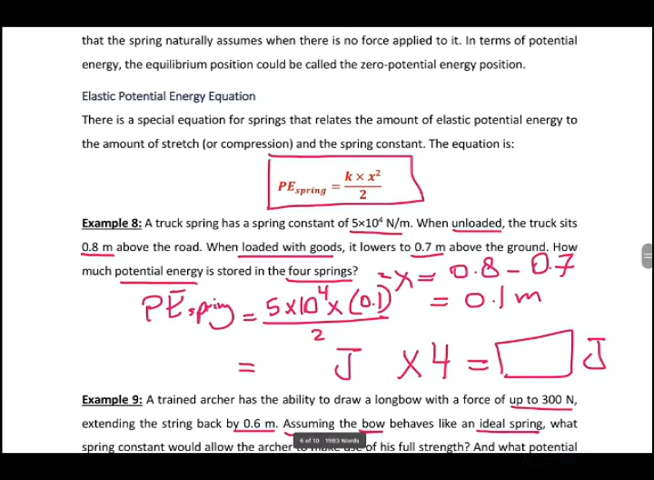 that the spring naturally assumes when there is no force applied to it. In terms of potential
energy, the equilibrium position could be called the zero-potential energy position.
Elastic Potential Energy Equation
There is a special equation for springs that relates the amount of elastic potential energy to
the amount of stretch (or compression) and the spring constant. The equation is:
PEspring = k × x² / 2
Example 8: A truck spring has a spring constant of 5×10⁴ N/m. When unloaded, the truck sits
0.8 m above the road. When loaded with goods, it lowers to 0.7 m above the ground. How
much potential energy is stored in the four springs?
x = 0.8 - 0.7
= 0.1 m
PEspring = 5×10⁴ × (0.1)² / 2
= J × 4 = J
Example 9: A trained archer has the ability to draw a longbow with a force of up to 300 N,
extending the string back by 0.6 m. Assuming the bow behaves like an ideal spring, what
spring constant would allow the archer to make use of his full strength? And what potential
6 of 10 1583 Words